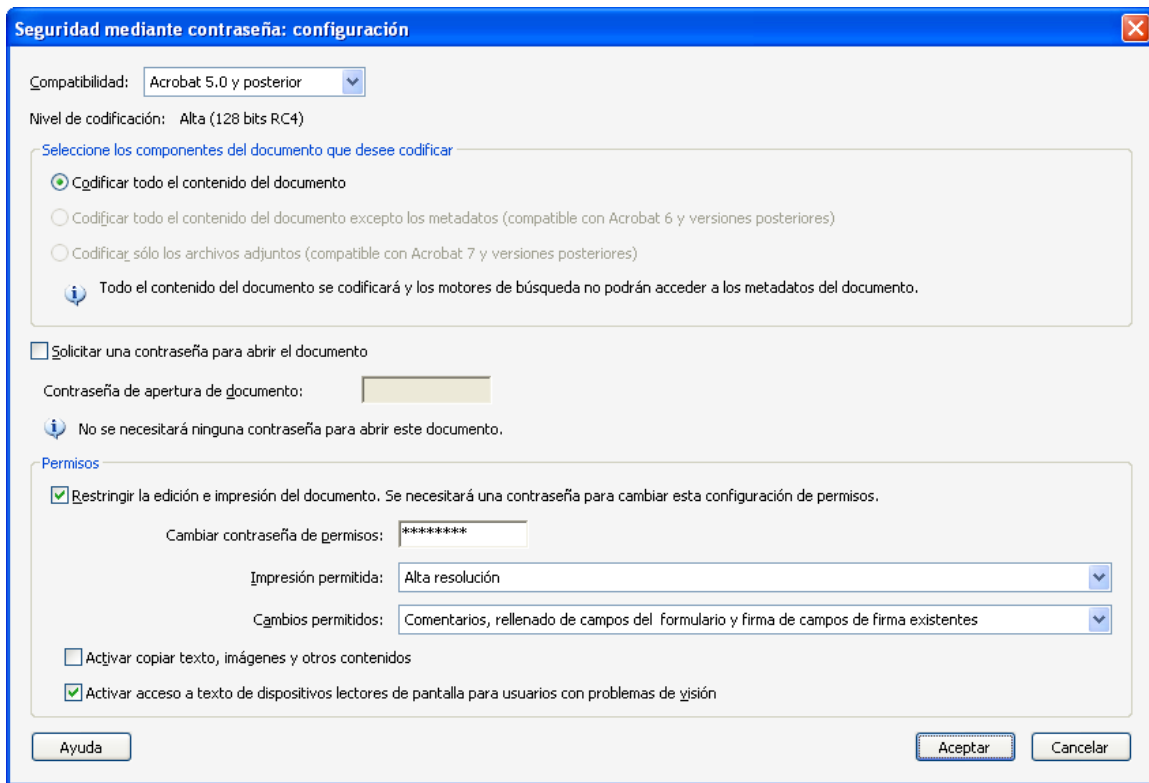 Seguridad mediante contraseña: configuración
Compatibilidad: Acrobat 5.0 y posterior
Nivel de codificación: Alta (128 bits RC4)
Seleccione los componentes del documento que desee codificar
Codificar todo el contenido del documento
Codificar todo el contenido del documento excepto los metadatos (compatible con Acrobat 6 y versiones posteriores)
Codificar sólo los archivos adjuntos (compatible con Acrobat 7 y versiones posteriores)
Todo el contenido del documento se codificará y los motores de búsqueda no podrán acceder a los metadatos del documento.
Solicitar una contraseña para abrir el documento
Contraseña de apertura de documento:
No se necesitará ninguna contraseña para abrir este documento.
Permisos
Restringir la edición e impresión del documento. Se necesitará una contraseña para cambiar esta configuración de permisos.
Cambiar contraseña de permisos: ********
Impresión permitida: Alta resolución
Cambios permitidos: Comentarios, rellenado de campos del formulario y firma de campos de firma existentes
Activar copiar texto, imágenes y otros contenidos
Activar acceso a texto de dispositivos lectores de pantalla para usuarios con problemas de visión
Ayuda Aceptar Cancelar